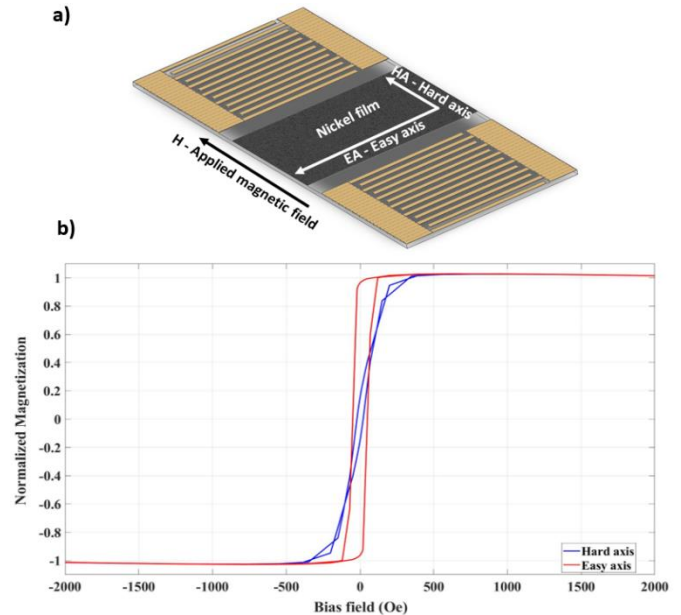 a)
HA - Hard axis
Nickel film
EA - Easy axis
H - Applied magnetic field
b)
1
0.8
0.6
0.4
0.2
0
-0.2
-0.4
-0.6
-0.8
-1
Normalized Magnetization
-2000 -1500 -1000 -500 0 500 1000 1500 2000
Bias field (Oe)
Hard axis
Easy axis